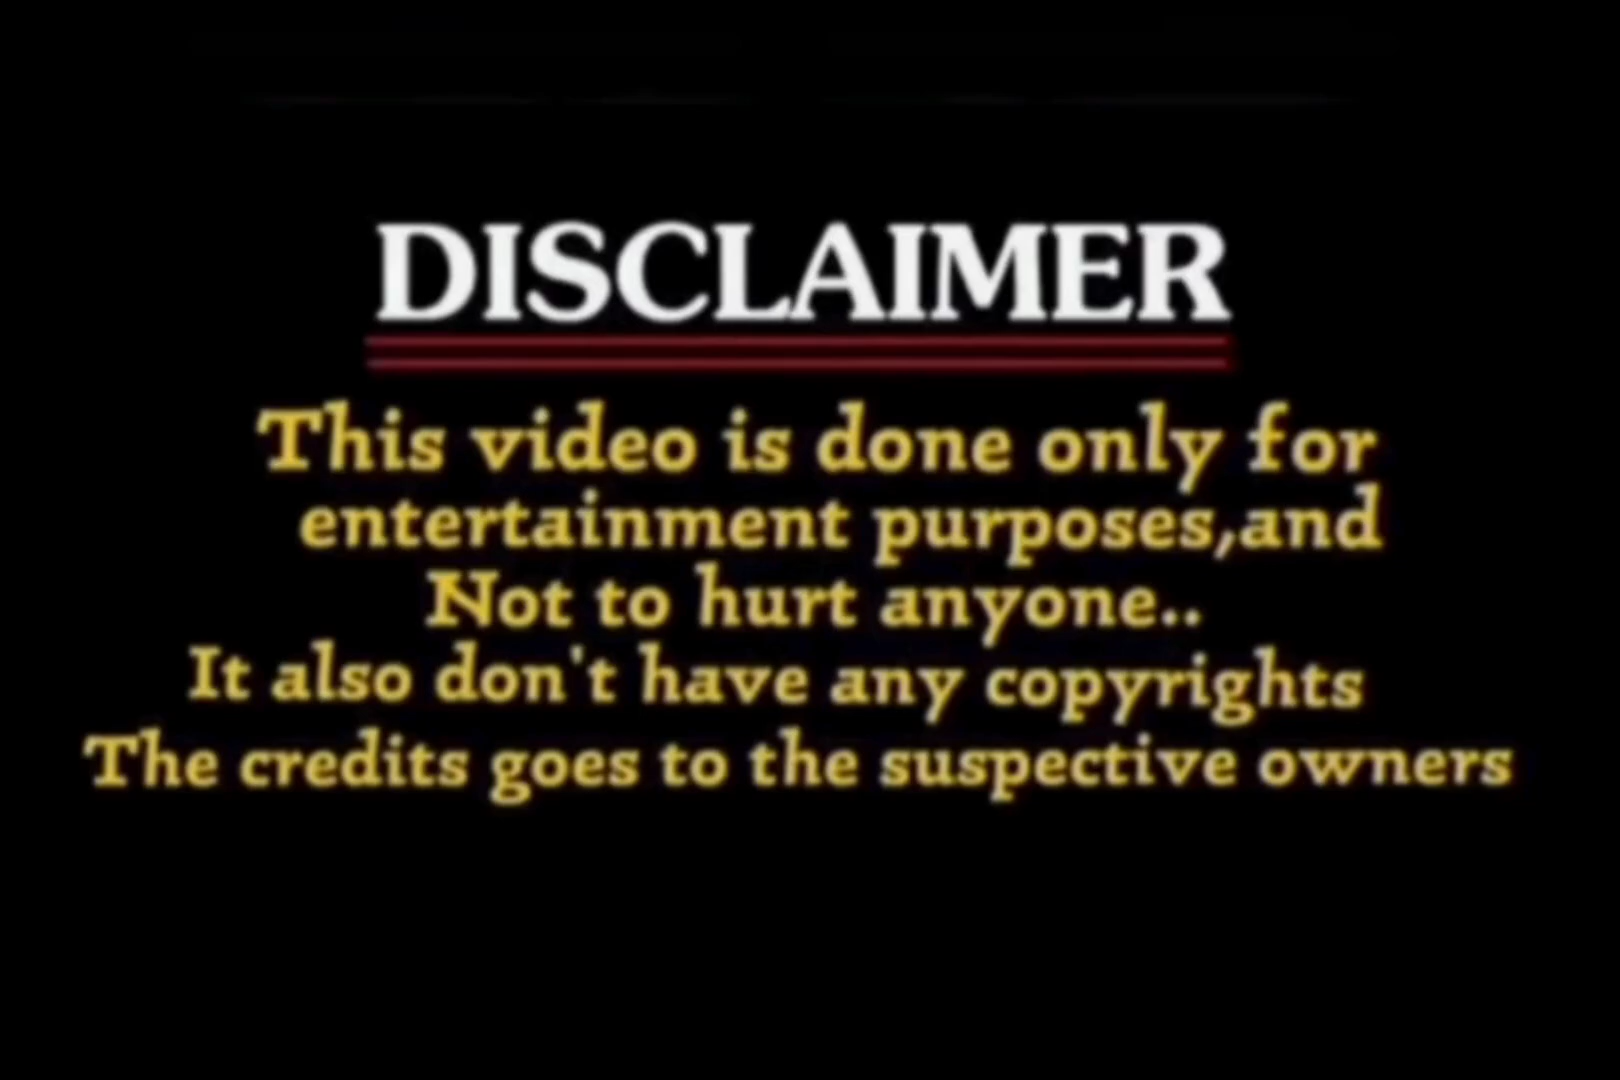 DISCLAIMER
This video is done only for
entertainment purposes,and
Not to hurt anyone..
It also don't have any copyrights
The credits goes to the suspective owners